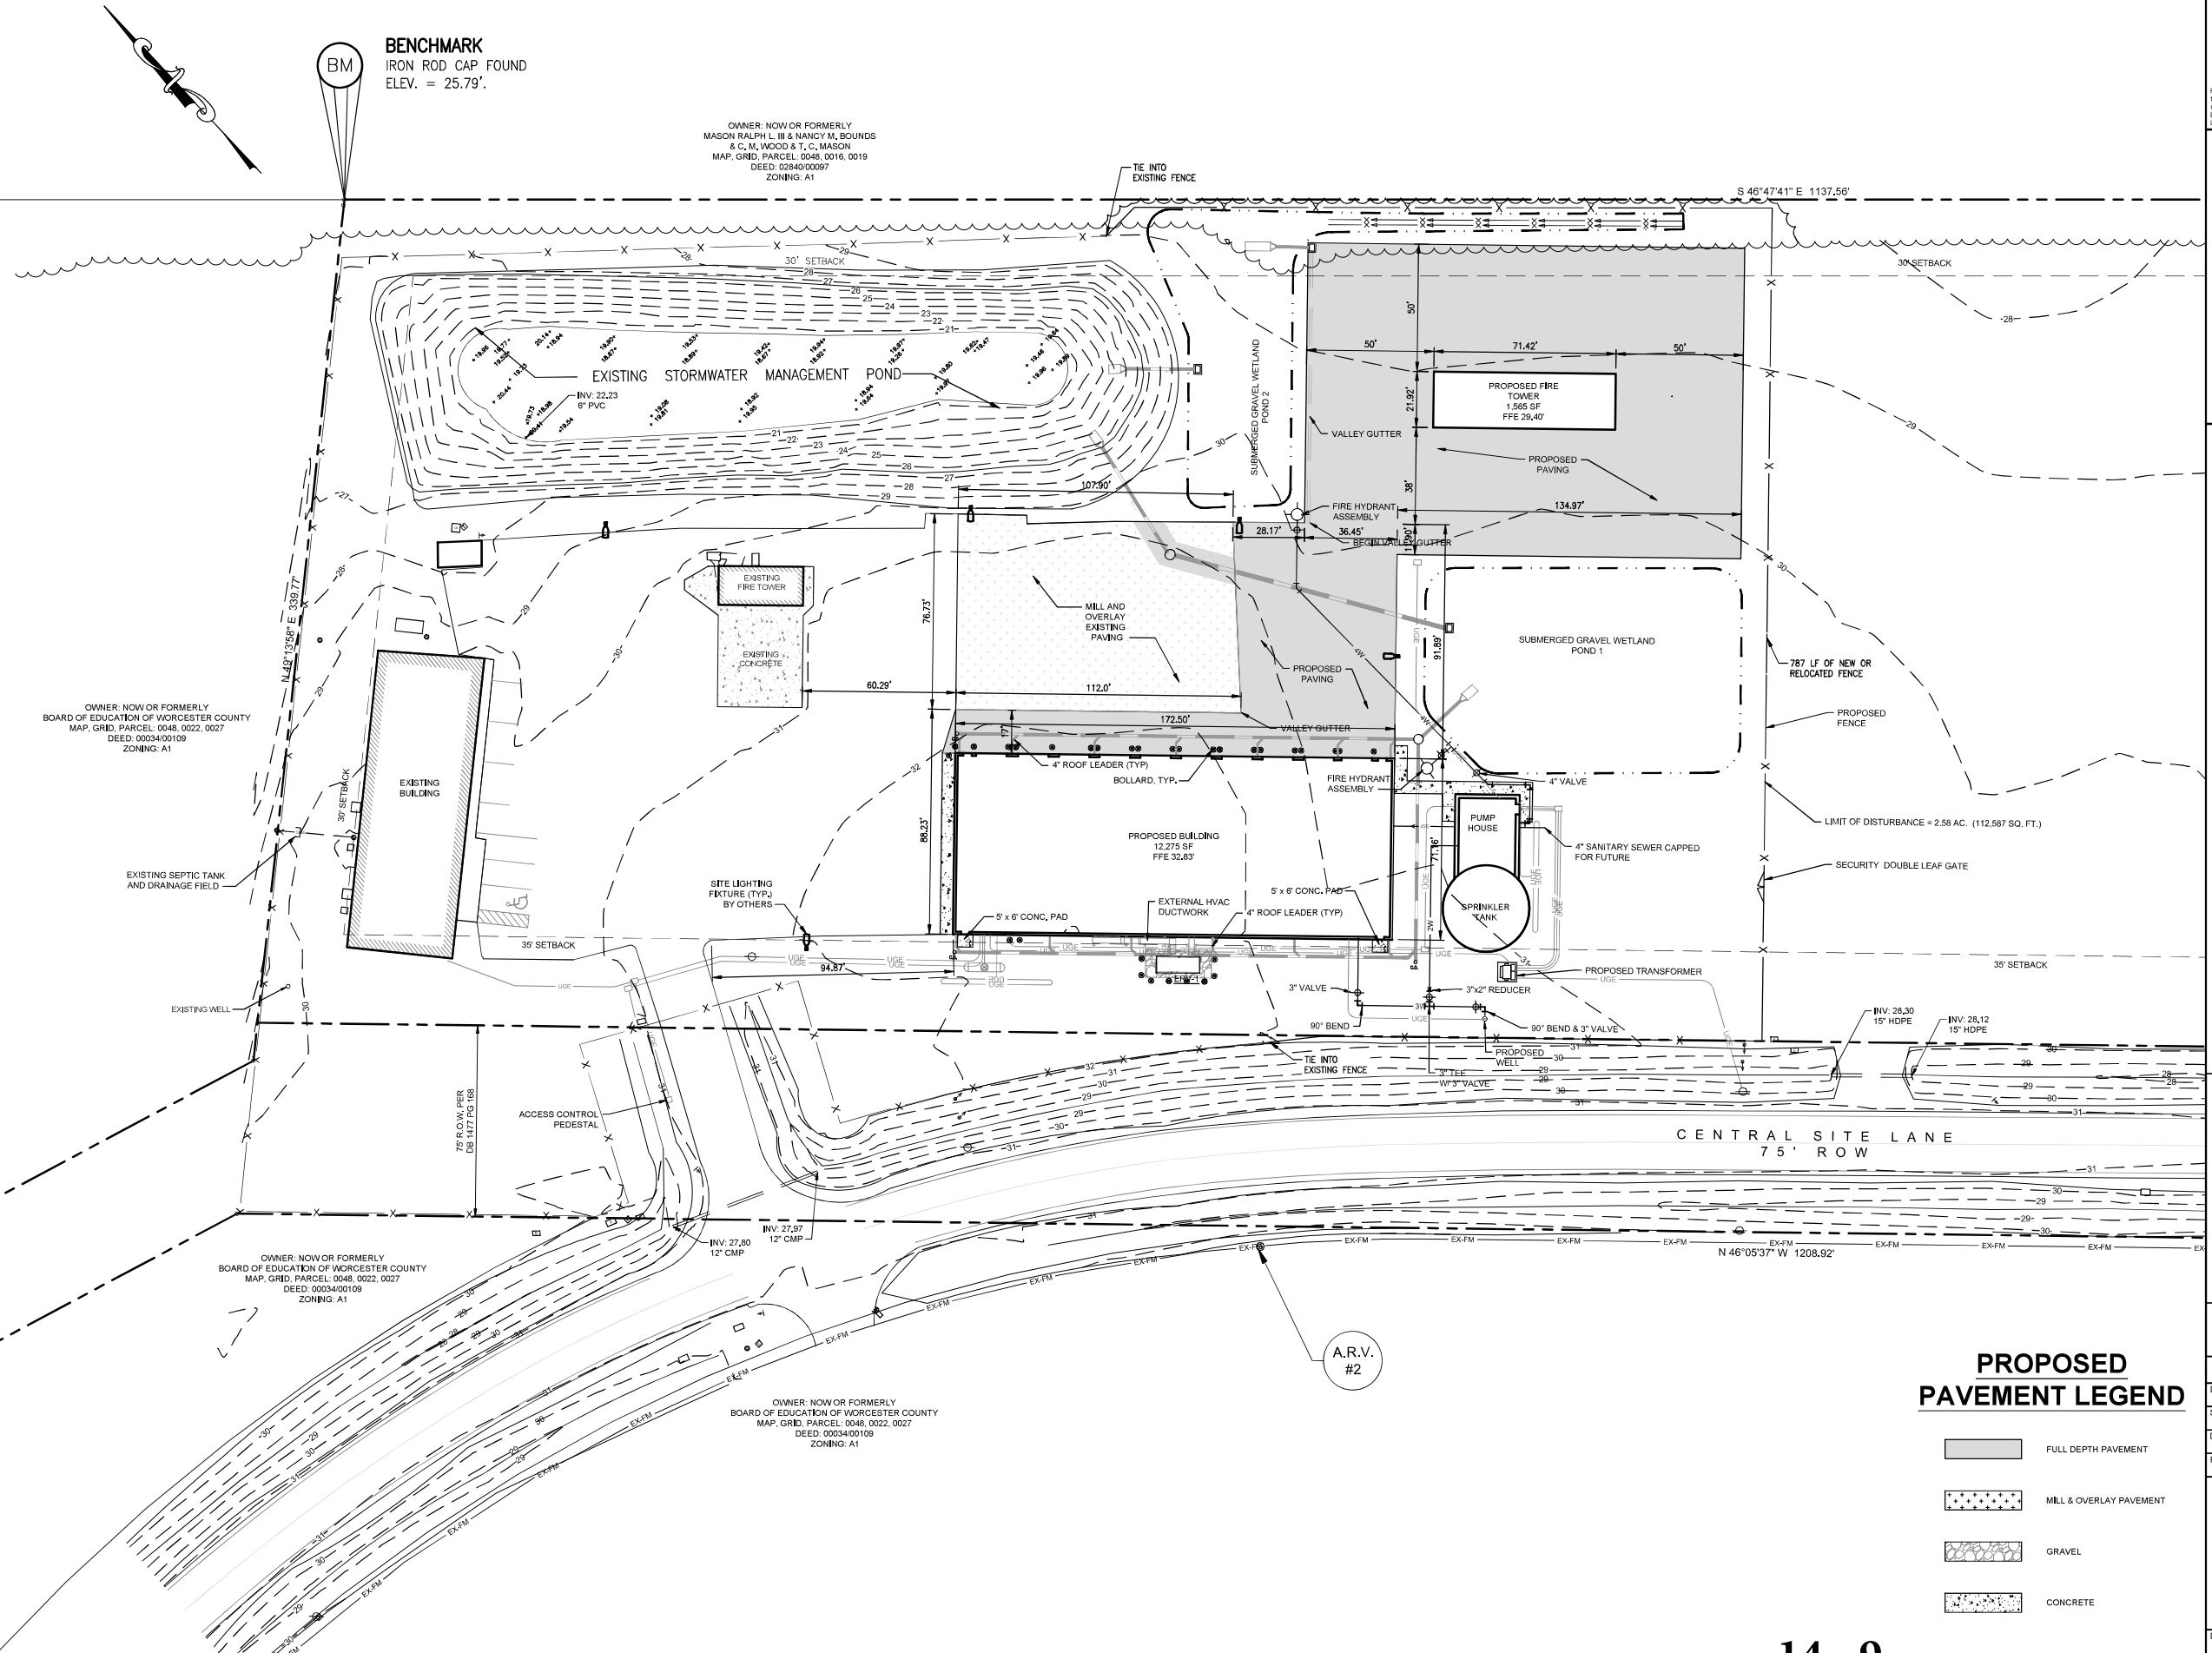 BM
BENCHMARK
IRON ROD CAP FOUND
ELEV. = 25.79'.
OWNER: NOW OR FORMERLY
MASON RALPH L. III & NANCY M. BOUNDS
& C. M. WOOD & T. C. MASON
MAP, GRID, PARCEL: 0048, 0016, 0019
DEED: 02840/00097
ZONING: A1
TIE INTO
EXISTING FENCE
S 46°47'41" E 1137.56'
30' SETBACK
30' SETBACK
EXISTING STORMWATER MANAGEMENT POND
INV: 22.23
6" PVC
SUBMERGED GRAVEL WETLAND
POND 2
50'
50'
71.42'
50'
21.92'
38'
PROPOSED FIRE
TOWER
1,565 SF
FFE 29.40'
VALLEY GUTTER
PROPOSED
PAVING
134.97'
FIRE HYDRANT
ASSEMBLY
BEGIN VALLEY GUTTER
107.90'
28.17'
36.45'
76.73'
EXISTING
FIRE TOWER
EXISTING
CONCRETE
MILL AND
OVERLAY
EXISTING
PAVING
PROPOSED
PAVING
91.89'
SUBMERGED GRAVEL WETLAND
POND 1
787 LF OF NEW OR
RELOCATED FENCE
PROPOSED
FENCE
60.29'
112.0'
172.50'
17'
VALLEY GUTTER
N 49°13'58" E 339.77'
OWNER: NOW OR FORMERLY
BOARD OF EDUCATION OF WORCESTER COUNTY
MAP, GRID, PARCEL: 0048, 0022, 0027
DEED: 00034/00109
ZONING: A1
EXISTING
BUILDING
30' SETBACK
4" ROOF LEADER (TYP)
BOLLARD, TYP.
FIRE HYDRANT
ASSEMBLY
4" VALVE
PUMP
HOUSE
88.23'
71.16'
PROPOSED BUILDING
12,275 SF
FFE 32.83'
LIMIT OF DISTURBANCE = 2.58 AC. (112,587 SQ. FT.)
4" SANITARY SEWER CAPPED
FOR FUTURE
SECURITY DOUBLE LEAF GATE
EXISTING SEPTIC TANK
AND DRAINAGE FIELD
SITE LIGHTING
FIXTURE (TYP.)
BY OTHERS
5' x 6' CONC. PAD
EXTERNAL HVAC
DUCTWORK
4" ROOF LEADER (TYP)
5' x 6' CONC. PAD
SPRINKLER
TANK
35' SETBACK
35' SETBACK
94.87'
ERV-1
PROPOSED TRANSFORMER
3" VALVE
3"x2" REDUCER
EXISTING WELL
90° BEND
90° BEND & 3" VALVE
INV: 28.30
15" HDPE
INV: 28.12
15" HDPE
TIE INTO
EXISTING FENCE
PROPOSED
WELL
3" TEE
W/ 3" VALVE
75' R.O.W. PER
DB 1477 PG 168
ACCESS CONTROL
PEDESTAL
CENTRAL SITE LANE
75' ROW
INV: 27.80
12" CMP
INV: 27.97
12" CMP
N 46°05'37" W 1208.92'
OWNER: NOW OR FORMERLY
BOARD OF EDUCATION OF WORCESTER COUNTY
MAP, GRID, PARCEL: 0048, 0022, 0027
DEED: 00034/00109
ZONING: A1
A.R.V.
#2
OWNER: NOW OR FORMERLY
BOARD OF EDUCATION OF WORCESTER COUNTY
MAP, GRID, PARCEL: 0048, 0022, 0027
DEED: 00034/00109
ZONING: A1
PROPOSED
PAVEMENT LEGEND
FULL DEPTH PAVEMENT
MILL & OVERLAY PAVEMENT
GRAVEL
CONCRETE